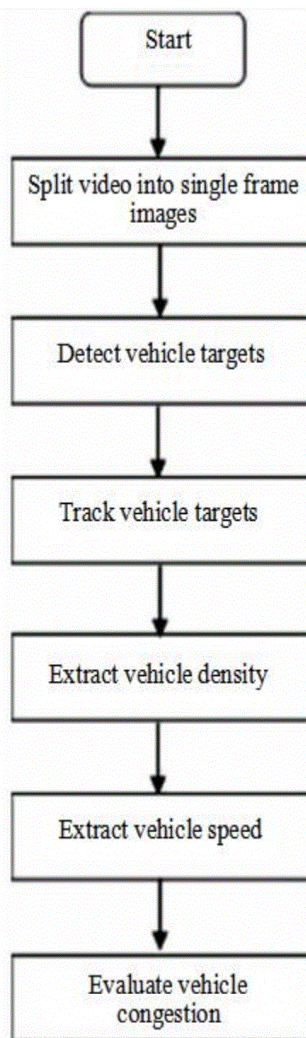 Start
Split video into single frame
images
Detect vehicle targets
Track vehicle targets
Extract vehicle density
Extract vehicle speed
Evaluate vehicle
congestion